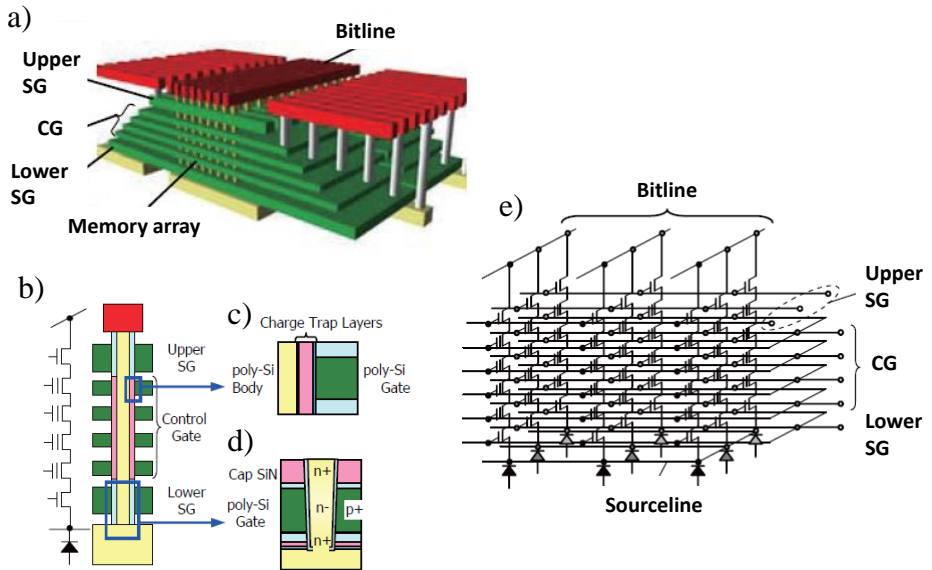 a)
Bitline
Upper
SG
CG
Lower
SG
Memory array
b)
Upper
SG
Control
Gate
Lower
SG
c)
Charge Trap Layers
poly-Si
Body
poly-Si
Gate
d)
Cap SiN
poly-Si
Gate
n+
n-
p+
n+
e)
Bitline
Upper
SG
CG
Lower
SG
Sourceline